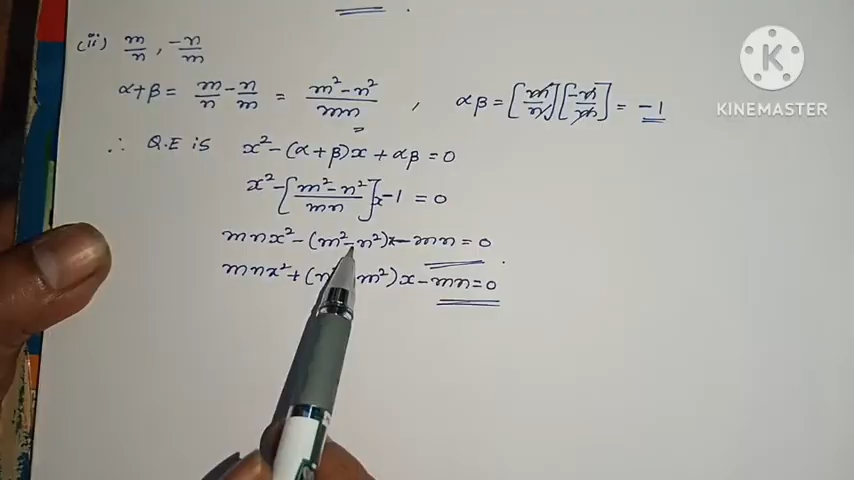 (ii) m/n, -n/m
α+β = m/n - n/m = m²-n²/mn , αβ = [m/n][-n/m] = -1
∴ Q.E is x² - (α+β)x + αβ = 0
x² - [m²-n²/mn]x - 1 = 0
mnx² - (m²-n²)x - mn = 0
mnx² + (n² m²)x - mn = 0
K
KINEMASTER